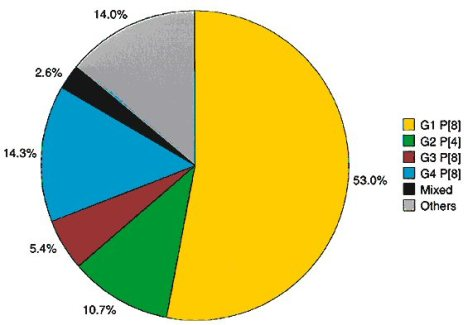 14.0%
2.6%
14.3%
5.4%
10.7%
53.0%
G1 P[8]
G2 P[4]
G3 P[8]
G4 P[8]
Mixed
Others